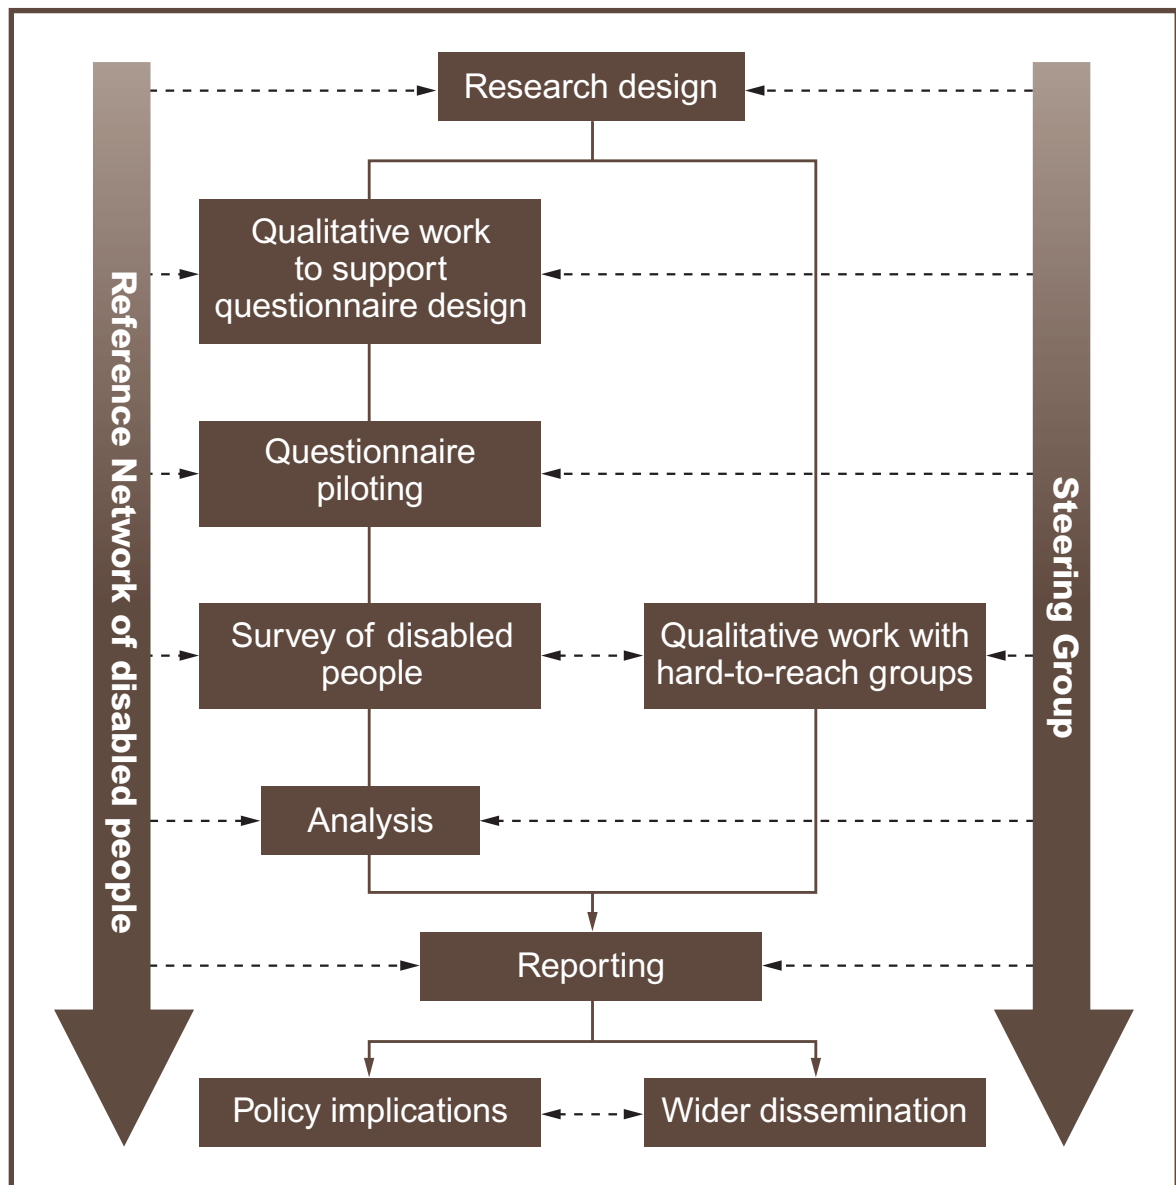 Research design
Qualitative work
to support
questionnaire design
Reference Network of disabled people
Questionnaire
piloting
Steering Group
Survey of disabled
people
Qualitative work with
hard-to-reach groups
Analysis
Reporting
Policy implications
Wider dissemination